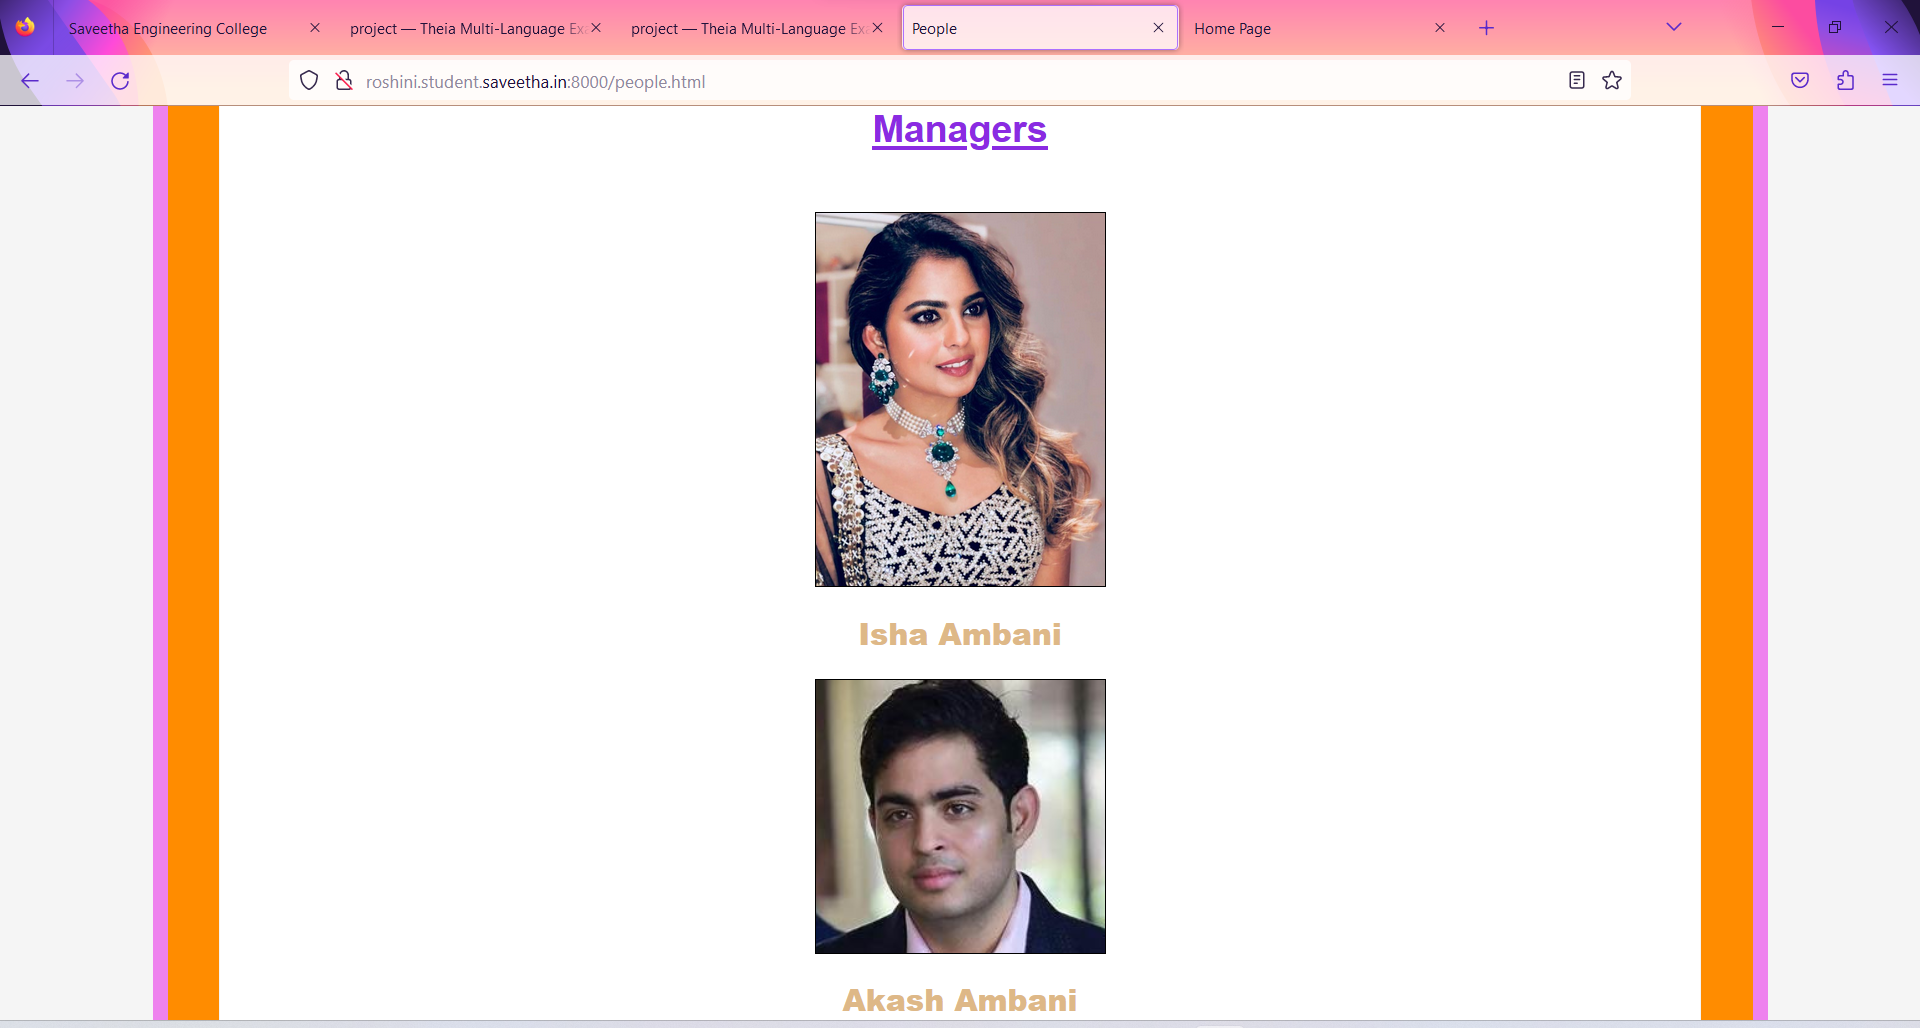 Saveetha Engineering College
project — Theia Multi-Language Ex
project — Theia Multi-Language Ex
People
Home Page
roshini.student.saveetha.in:8000/people.html
Managers
Isha Ambani
Akash Ambani